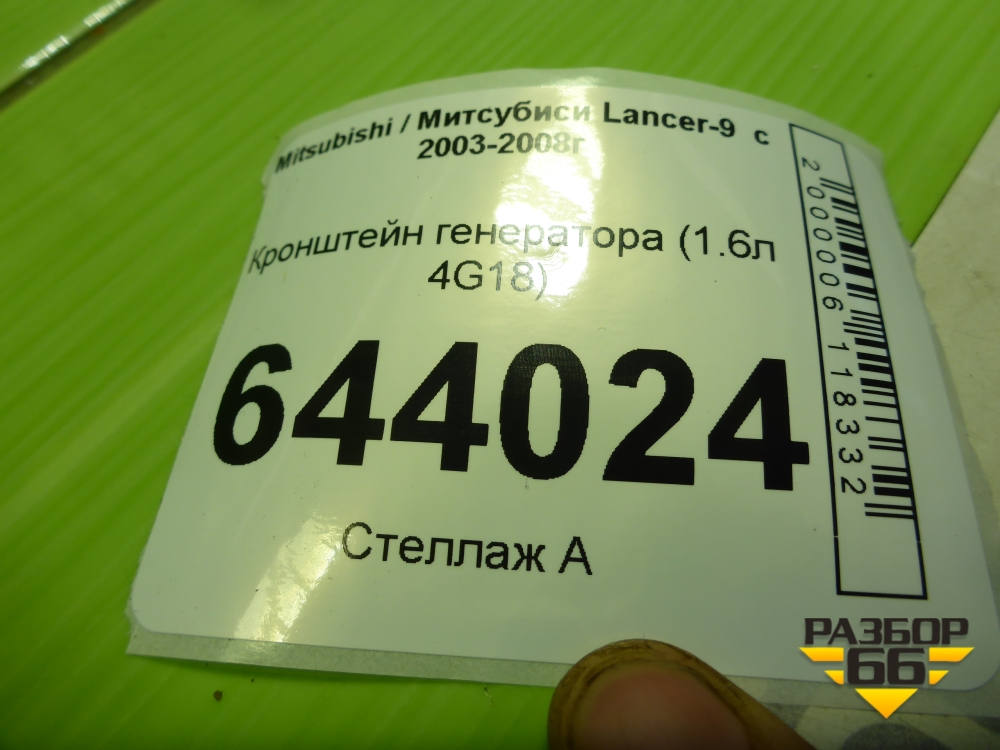 Mitsubishi / Митсубиси Lancer-9 с
2003-2008г
Кронштейн генератора (1.6л
4G18)
644024
Стеллаж А
2000006118332
РАЗБОР
66